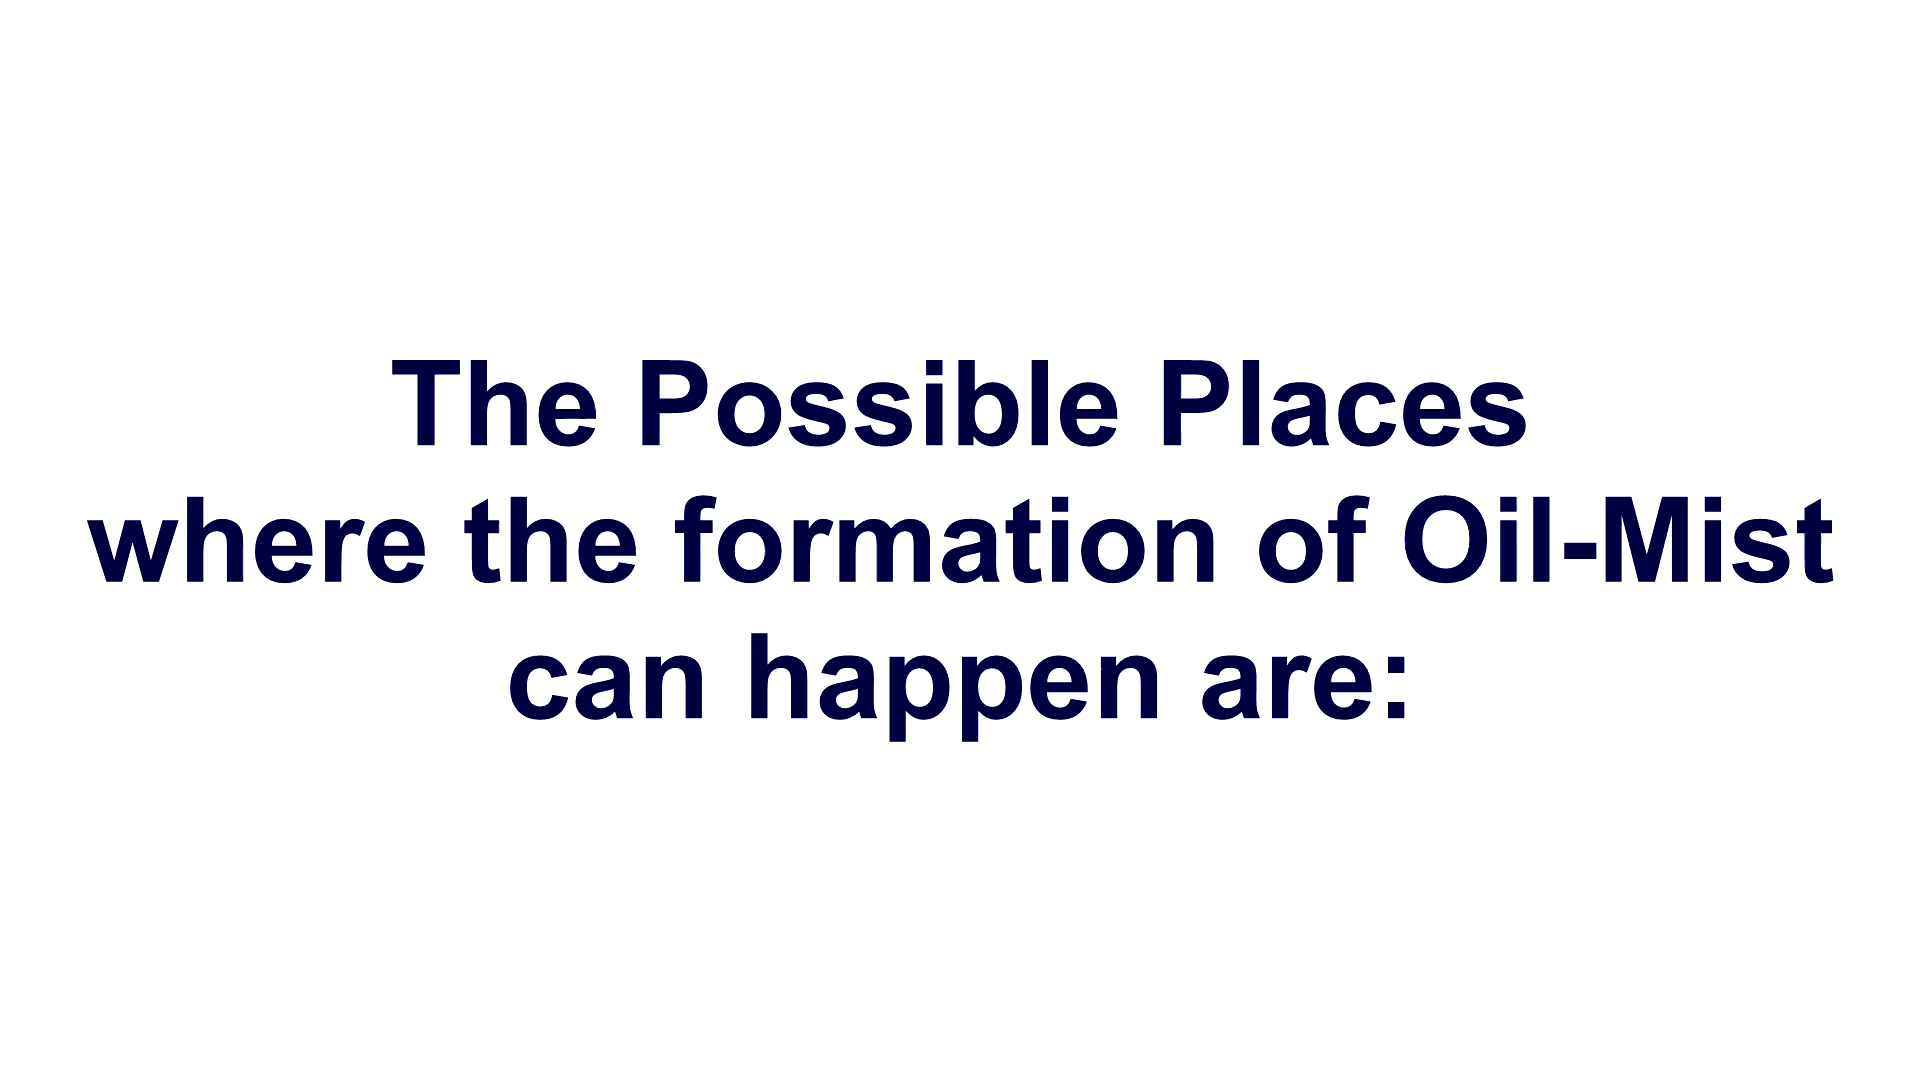 The Possible Places
where the formation of Oil-Mist
can happen are: